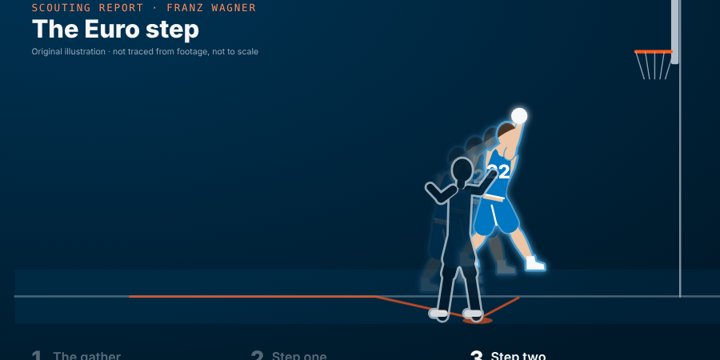 SCOUTING REPORT · FRANZ WAGNER
The Euro step
Original illustration · not traced from footage, not to scale
22
1 The gather
2 Step one
3 Step two